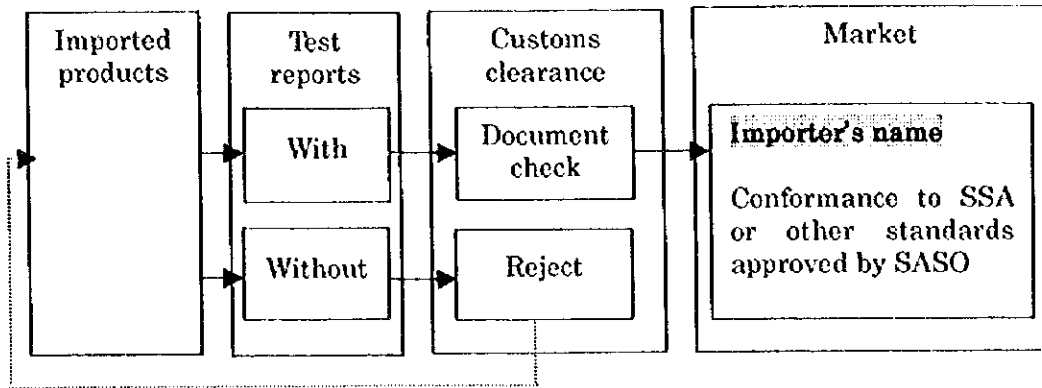 Imported
products
Test
reports
With
Without
Customs
clearance
Document
check
Reject
Market
Importer's name
Conformance to SSA
or other standards
approved by SASO